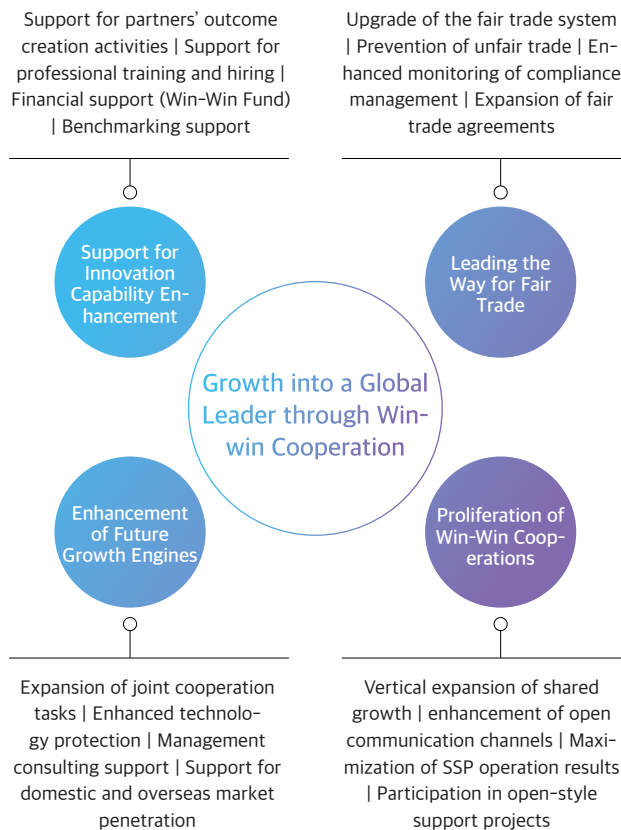 Support for partners’ outcome
creation activities | Support for
professional training and hiring |
Financial support (Win-Win Fund)
| Benchmarking support
Upgrade of the fair trade system
| Prevention of unfair trade | En-
hanced monitoring of compliance
management | Expansion of fair
trade agreements
Support for
Innovation
Capability En-
hancement
Leading the
Way for Fair
Trade
Growth into a Global
Leader through Win-
win Cooperation
Enhancement
of Future
Growth Engines
Proliferation of
Win-Win Coop-
erations
Expansion of joint cooperation
tasks | Enhanced technolo-
gy protection | Management
consulting support | Support for
domestic and overseas market
penetration
Vertical expansion of shared
growth | enhancement of open
communication channels | Maxi-
mization of SSP operation results
| Participation in open-style
support projects